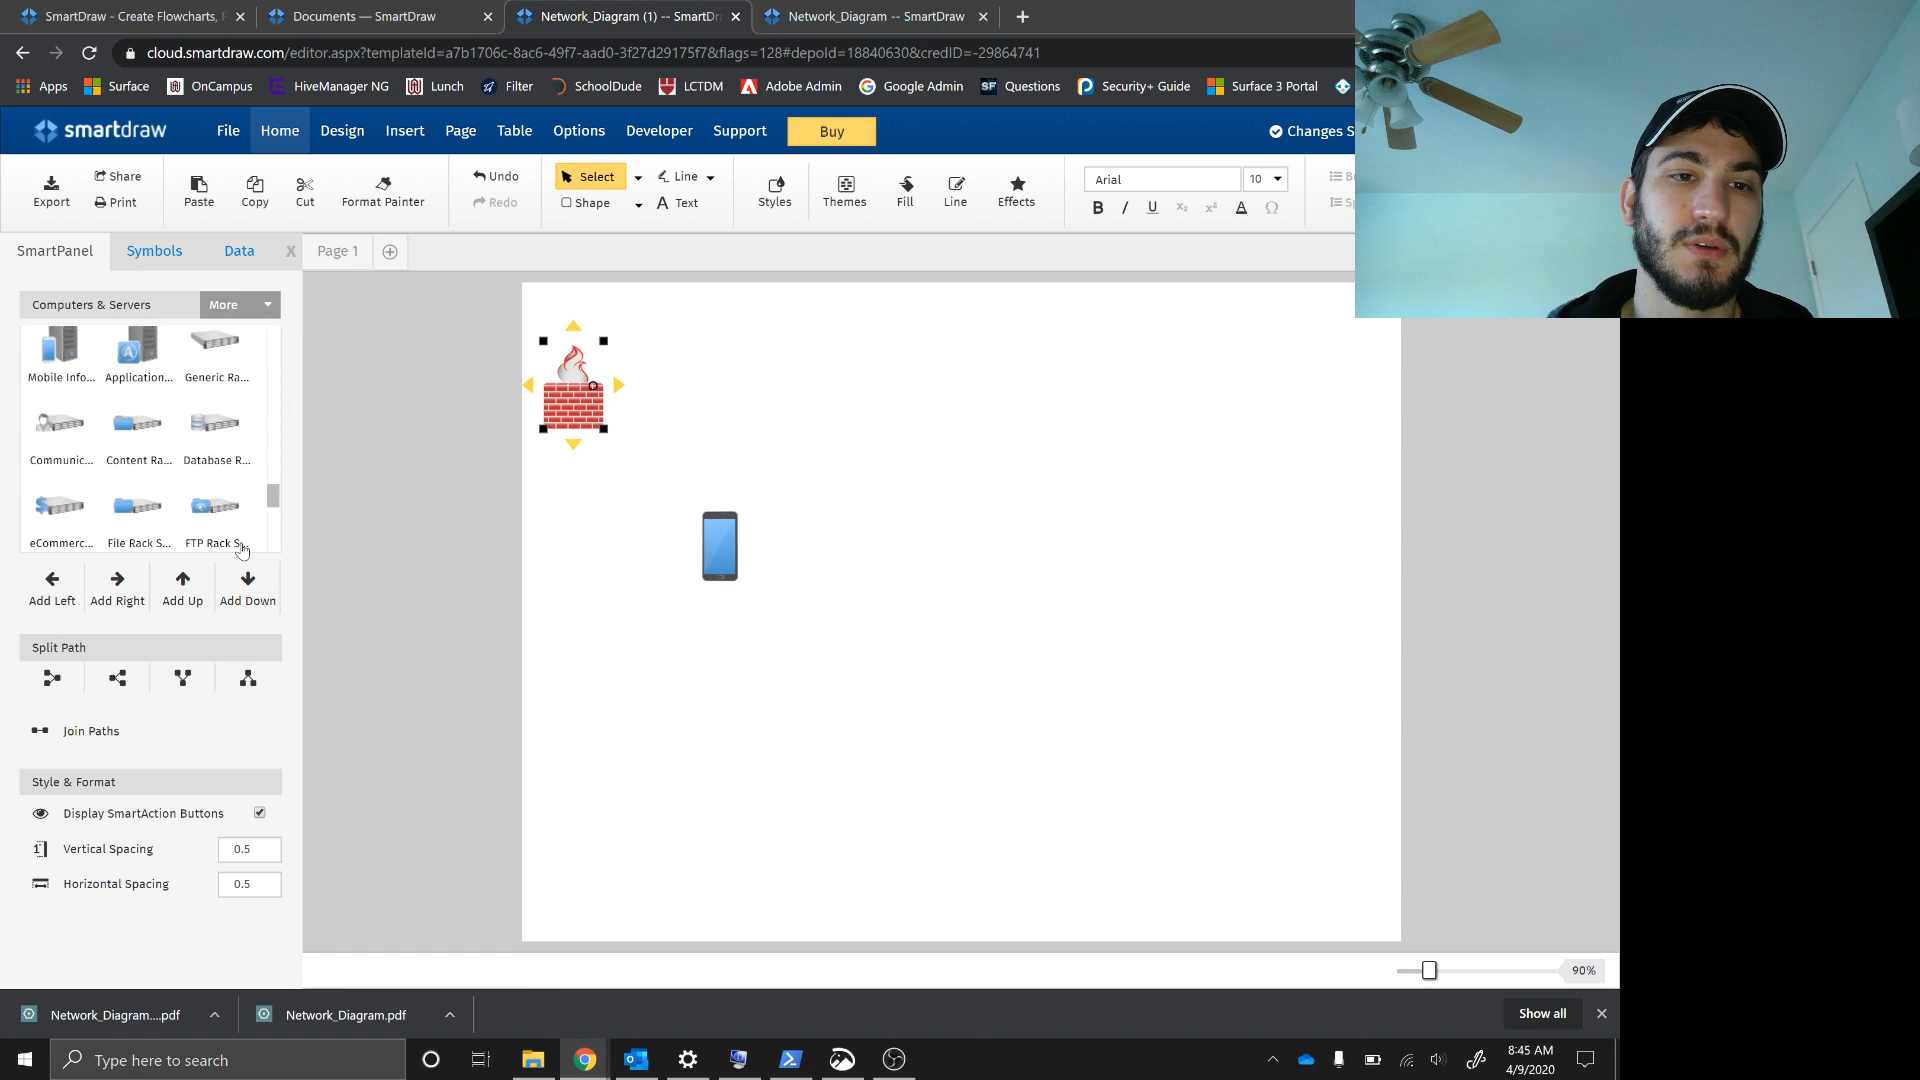 SmartDraw - Create Flowcharts, F
Documents — SmartDraw
Network_Diagram (1) -- SmartDr
Network_Diagram -- SmartDraw
cloud.smartdraw.com/editor.aspx?templateId=a7b1706c-8ac6-49f7-aad0-3f27d29175f7&flags=128#depoId=18840630&credID=-29864741
Apps Surface OnCampus HiveManager NG Lunch Filter SchoolDude LCTDM Adobe Admin Google Admin SF Questions Security+ Guide Surface 3 Portal
smartdraw File Home Design Insert Page Table Options Developer Support Buy Changes S
Export Share Print Paste Copy Cut Format Painter Undo Redo Select Line Shape A Text Styles Themes Fill Line Effects Arial 10
B I U X₂ X² A Ω
SmartPanel Symbols Data X Page 1
Computers & Servers More
Mobile Info... Application... Generic Ra...
Communic... Content Ra... Database R...
eCommerc... File Rack S... FTP Rack S...
Add Left Add Right Add Up Add Down
Split Path
Join Paths
Style & Format
Display SmartAction Buttons
Vertical Spacing 0.5
Horizontal Spacing 0.5
90%
Network_Diagram....pdf Network_Diagram.pdf Show all
Type here to search
8:45 AM
4/9/2020